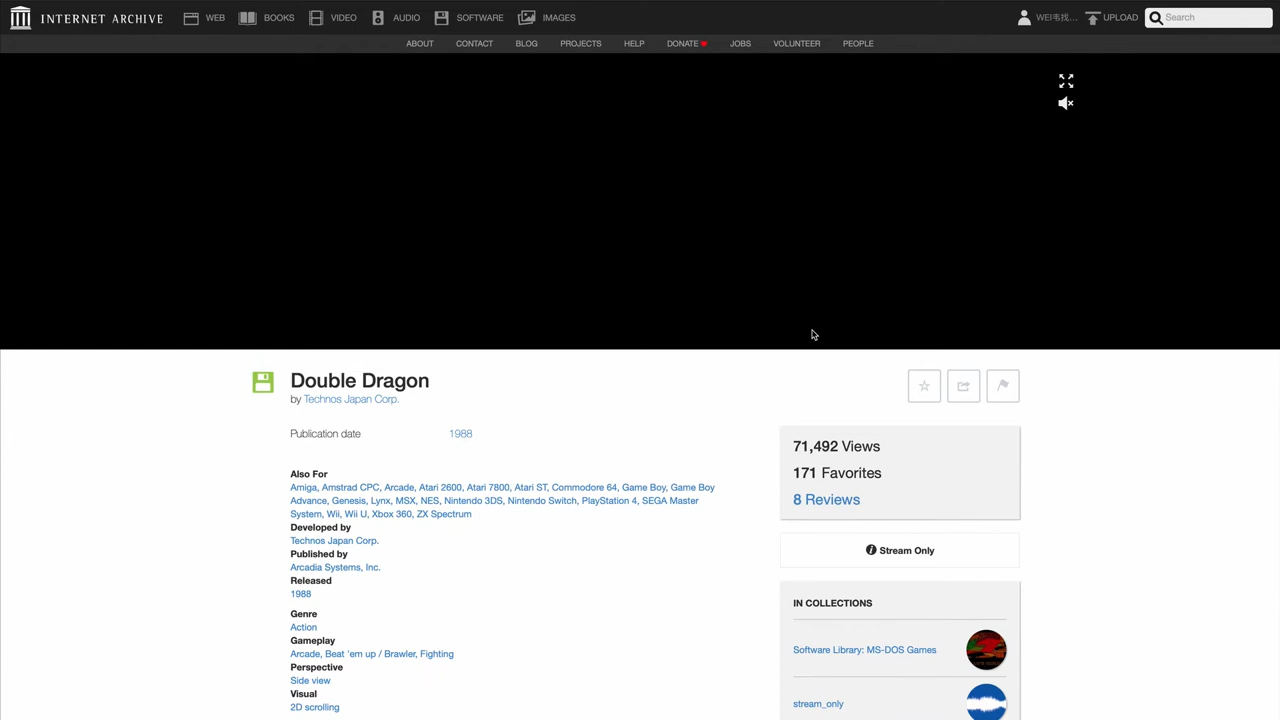 INTERNET ARCHIVE WEB BOOKS VIDEO AUDIO SOFTWARE IMAGES WEI韦找... UPLOAD Search
ABOUT CONTACT BLOG PROJECTS HELP DONATE JOBS VOLUNTEER PEOPLE
Double Dragon
by Technos Japan Corp.
Publication date 1988
Also For
Amiga, Amstrad CPC, Arcade, Atari 2600, Atari 7800, Atari ST, Commodore 64, Game Boy, Game Boy
Advance, Genesis, Lynx, MSX, NES, Nintendo 3DS, Nintendo Switch, PlayStation 4, SEGA Master
System, Wii, Wii U, Xbox 360, ZX Spectrum
Developed by
Technos Japan Corp.
Published by
Arcadia Systems, Inc.
Released
1988
Genre
Action
Gameplay
Arcade, Beat 'em up / Brawler, Fighting
Perspective
Side view
Visual
2D scrolling
71,492 Views
171 Favorites
8 Reviews
Stream Only
IN COLLECTIONS
Software Library: MS-DOS Games
stream_only